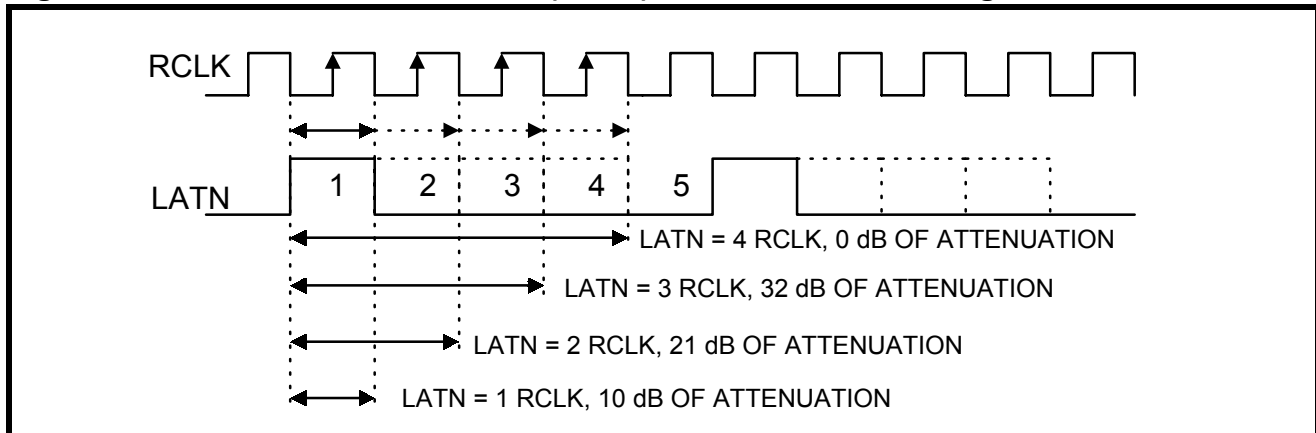 RCLK
LATN
1 2 3 4 5
LATN = 4 RCLK, 0 dB OF ATTENUATION
LATN = 3 RCLK, 32 dB OF ATTENUATION
LATN = 2 RCLK, 21 dB OF ATTENUATION
LATN = 1 RCLK, 10 dB OF ATTENUATION